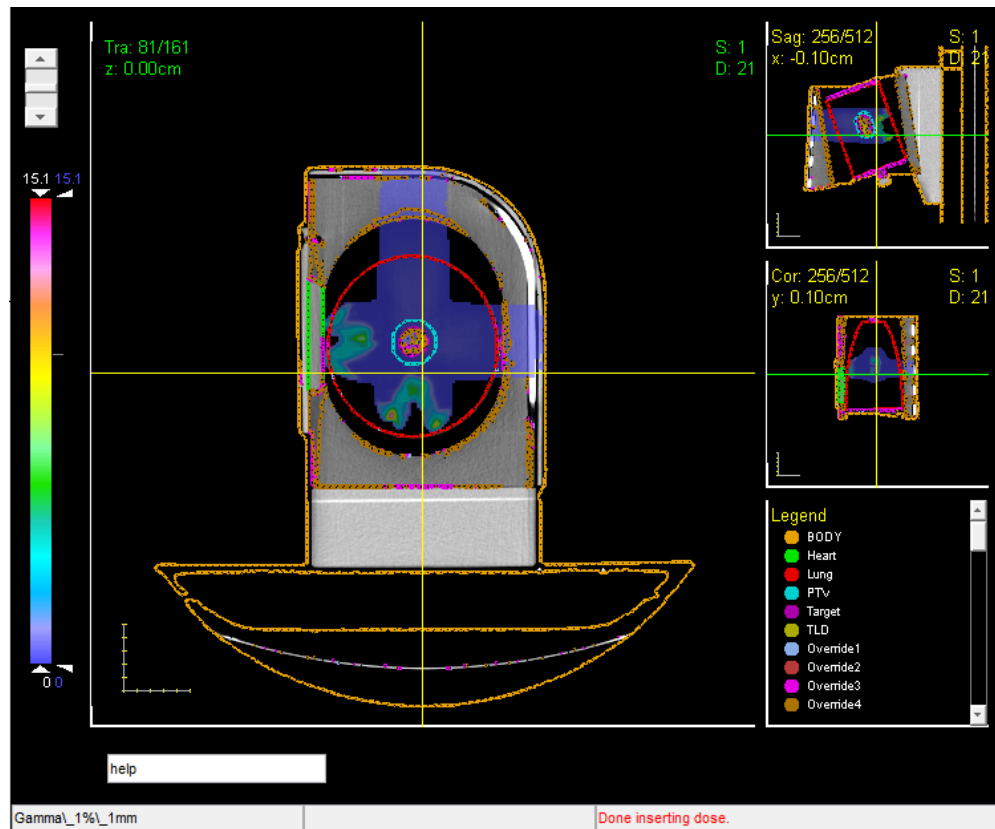 Tra: 81/161
z: 0.00cm
S: 1
D: 21
Sag: 256/512
x: -0.10cm
S: 1
D: 21
15.1 15.1
0 0
Cor: 256/512
y: 0.10cm
S: 1
D: 21
Legend
BODY
Heart
Lung
PTV
Target
TLD
Override1
Override2
Override3
Override4
help
Gamma\_1%\_1mm
Done inserting dose.